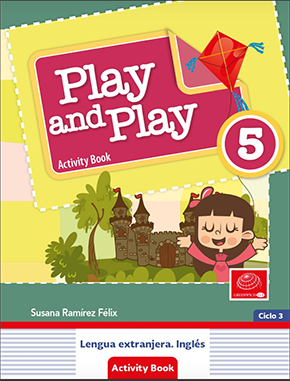 Play
and Play
Activity Book
5
Susana Ramírez Félix
Ciclo 3
Lengua extranjera. Inglés
Activity Book